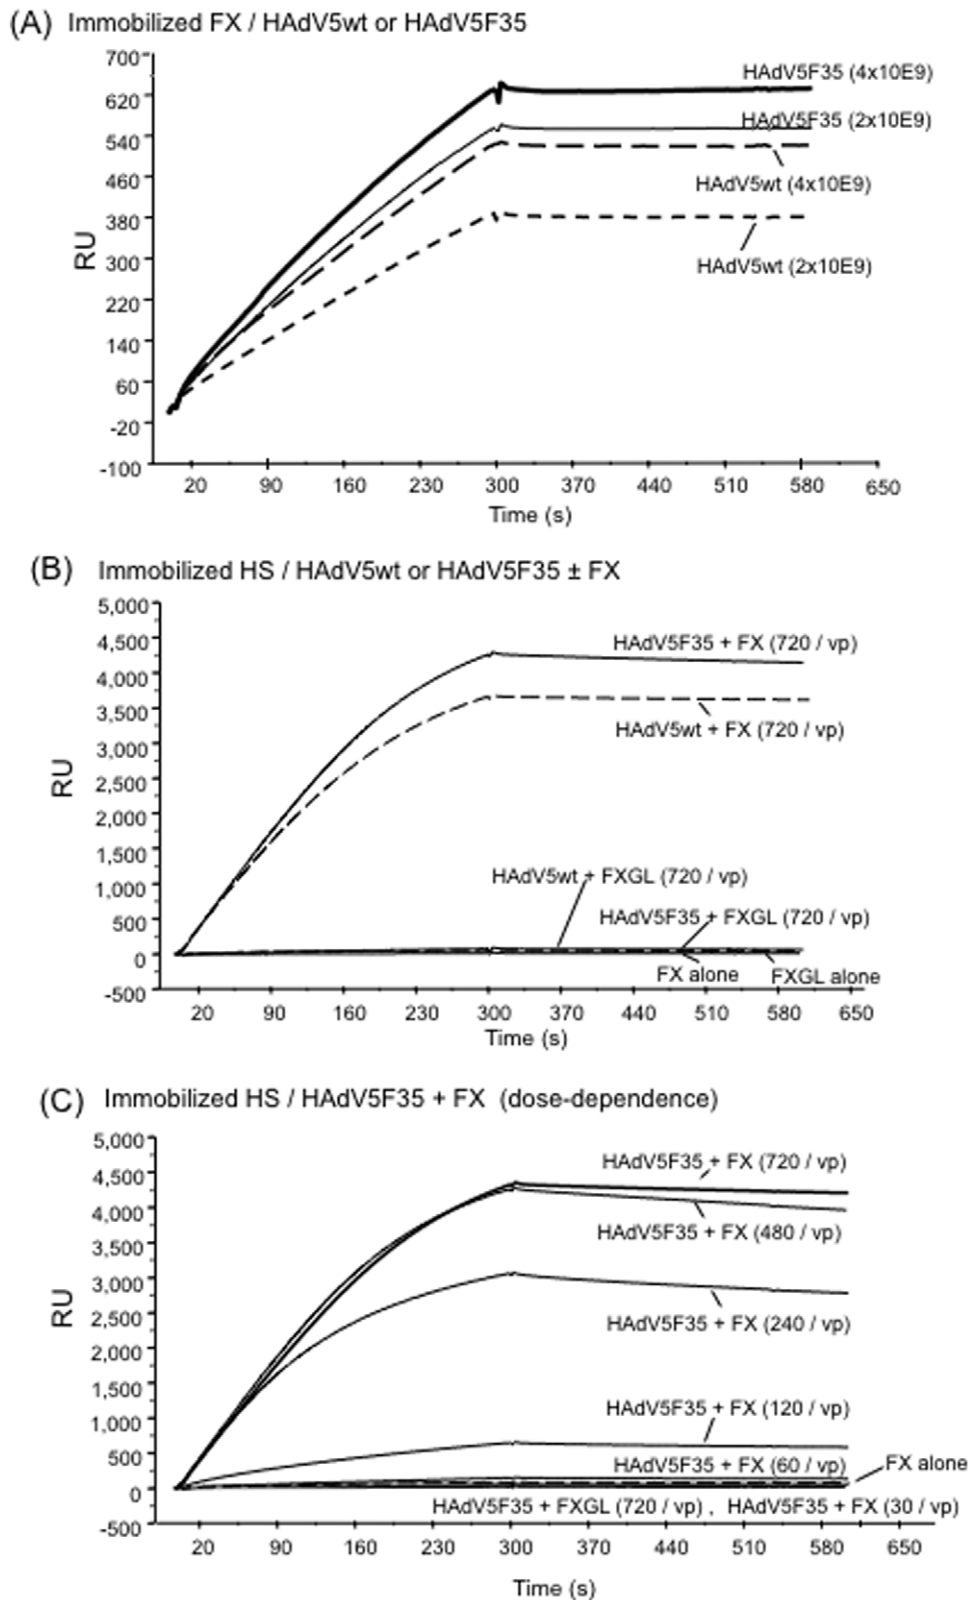 (A) Immobilized FX / HAdV5wt or HAdV5F35
700
620
540
460
380
300
220
140
60
-20
-100
RU
HAdV5F35 (4x10E9)
HAdV5F35 (2x10E9)
HAdV5wt (4x10E9)
HAdV5wt (2x10E9)
20 90 160 230 300 370 440 510 580 650
Time (s)
(B) Immobilized HS / HAdV5wt or HAdV5F35 ± FX
5,000
4,500
4,000
3,500
3,000
2,500
2,000
1,500
1,000
500
0
-500
RU
HAdV5F35 + FX (720 / vp)
HAdV5wt + FX (720 / vp)
HAdV5wt + FXGL (720 / vp)
HAdV5F35 + FXGL (720 / vp)
FX alone FXGL alone
20 90 160 230 300 370 440 510 580 650
Time (s)
(C) Immobilized HS / HAdV5F35 + FX (dose-dependence)
5,000
4,500
4,000
3,500
3,000
2,500
2,000
1,500
1,000
500
0
-500
RU
HAdV5F35 + FX (720 / vp)
HAdV5F35 + FX (480 / vp)
HAdV5F35 + FX (240 / vp)
HAdV5F35 + FX (120 / vp)
HAdV5F35 + FX (60 / vp) FX alone
HAdV5F35 + FXGL (720 / vp) , HAdV5F35 + FX (30 / vp)
20 90 160 230 300 370 440 510 580 650
Time (s)